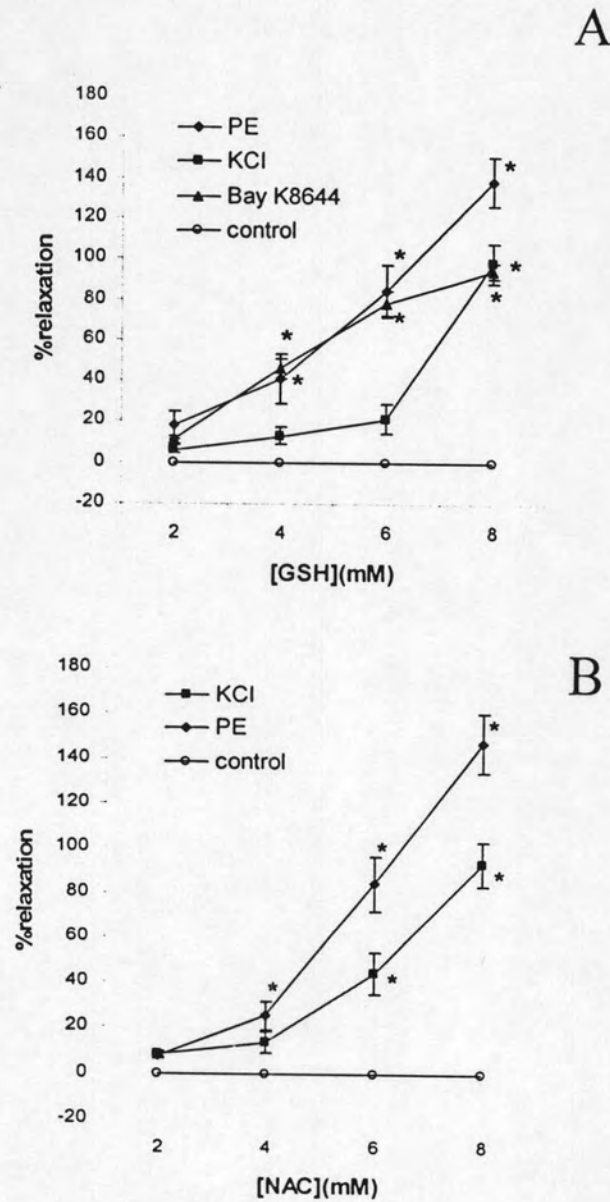 A
180
160
140
120
100
80
60
40
20
0
-20
%relaxation
PE
KCl
Bay K8644
control
*
*
*
*
*
*
*
2 4 6 8
[GSH](mM)
B
180
160
140
120
100
80
60
40
20
0
-20
%relaxation
KCl
PE
control
*
*
*
*
*
2 4 6 8
[NAC](mM)